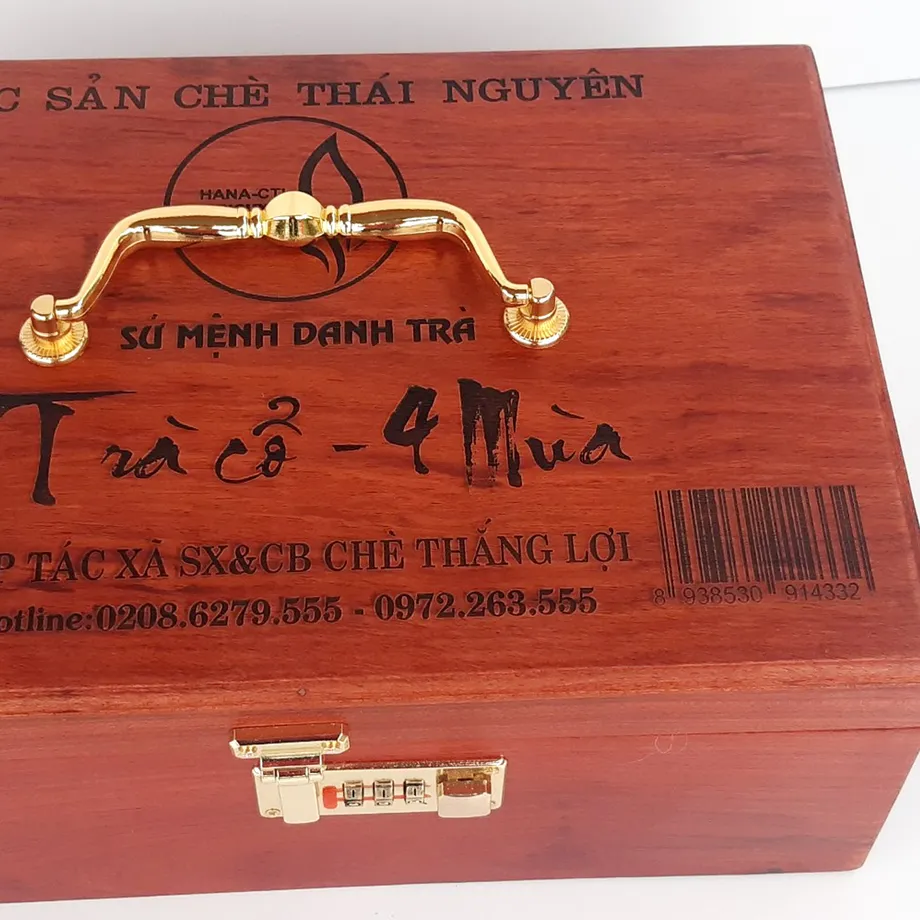 C SẢN CHÈ THÁI NGUYÊN
HANA-CTL
SỨ MỆNH DANH TRÀ
Trà cổ - 4 Mùa
P TÁC XÃ SX&CB CHÈ THẮNG LỢI
otline:0208.6279.555 - 0972.263.555
8 938530 914332